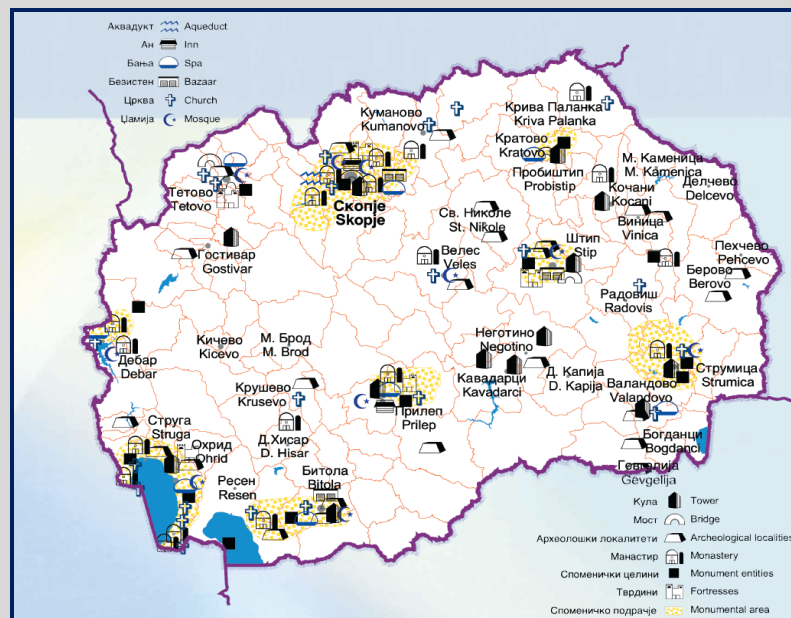 Аквадукт Aqueduct
Ан Inn
Бања Spa
Безистен Bazaar
Црква Church
Џамија Mosque
Куманово
Kumanovo
Крива Паланка
Kriva Palanka
Кратово
Kratovo
Пробиштип
Probistip
М. Каменица
M. Kamenica
Делчево
Delcevo
Кочани
Kocani
Виница
Vinica
Тетово
Tetovo
Скопје
Skopje
Св. Николе
St. Nikole
Штип
Stip
Пехчево
Pehcevo
Берово
Berovo
Гостивар
Gostivar
Велес
Veles
Радовиш
Radovis
Кичево
Kicevo
М. Брод
M. Brod
Неготино
Negotino
Дебар
Debar
Крушево
Krusevo
Кавадарци
Kavadarci
Д. Капија
D. Kapija
Валандово
Valandovo
Струмица
Strumica
Прилеп
Prilep
Струга
Struga
Охрид
Ohrid
Д.Хисар
D. Hisar
Богданци
Bogdanci
Ресен
Resen
Битола
Bitola
Гевгелија
Gevgelija
Кула Tower
Мост Bridge
Археолошки локалитети Archeological localities
Манастир Monastery
Споменички целини Monument entities
Тврдини Fortresses
Споменичко подрачје Monumental area